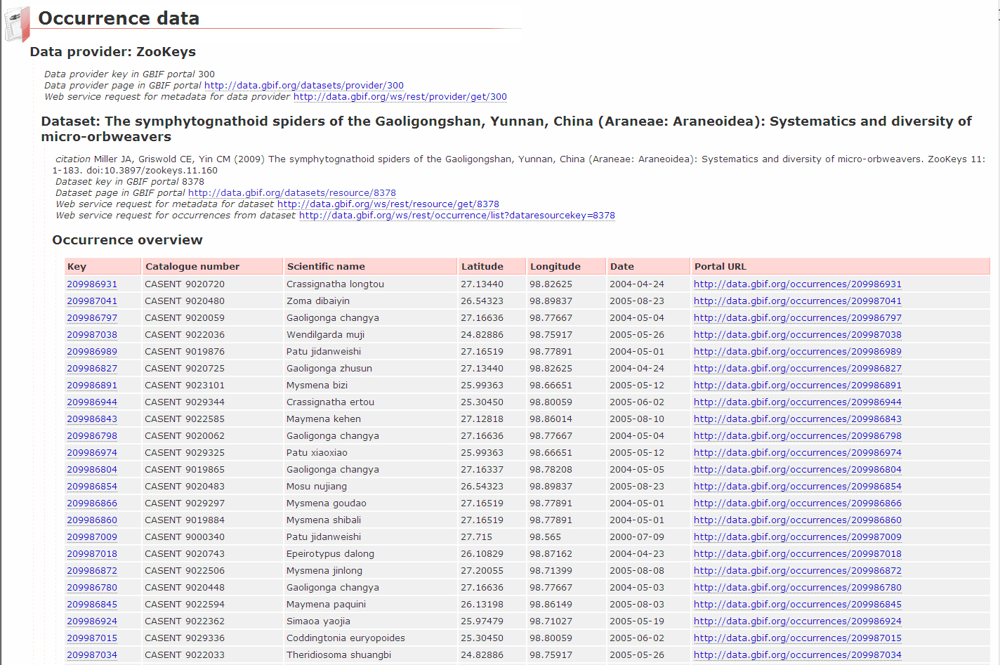 Occurrence data
Data provider: ZooKeys
Data provider key in GBIF portal 300
Data provider page in GBIF portal http://data.gbif.org/datasets/provider/300
Web service request for metadata for data provider http://data.gbif.org/ws/rest/provider/get/300
Dataset: The symphytognathoid spiders of the Gaoligongshan, Yunnan, China (Araneae: Araneoidea): Systematics and diversity of
micro-orbweavers
citation Miller JA, Griswold CE, Yin CM (2009) The symphytognathoid spiders of the Gaoligongshan, Yunnan, China (Araneae: Araneoidea): Systematics and diversity of micro-orbweavers. ZooKeys 11:
1-183. doi:10.3897/zookeys.11.160
Dataset key in GBIF portal 8378
Dataset page in GBIF portal http://data.gbif.org/datasets/resource/8378
Web service request for metadata for dataset http://data.gbif.org/ws/rest/resource/get/8378
Web service request for occurrences from dataset http://data.gbif.org/ws/rest/occurrence/list?dataresourcekey=8378
Occurrence overview
Key Catalogue number Scientific name Latitude Longitude Date Portal URL
209986931 CASENT 9020720 Crassignatha longtou 27.13440 98.82625 2004-04-24 http://data.gbif.org/occurrences/209986931
209987041 CASENT 9020480 Zoma dibaiyin 26.54323 98.89837 2005-08-23 http://data.gbif.org/occurrences/209987041
209986797 CASENT 9020059 Gaoligonga changya 27.16636 98.77667 2004-05-04 http://data.gbif.org/occurrences/209986797
209987038 CASENT 9022036 Wendilgarda muji 24.82886 98.75917 2005-05-26 http://data.gbif.org/occurrences/209987038
209986989 CASENT 9019876 Patu jidanweishi 27.16519 98.77891 2004-05-01 http://data.gbif.org/occurrences/209986989
209986827 CASENT 9020725 Gaoligonga zhusun 27.13440 98.82625 2004-04-24 http://data.gbif.org/occurrences/209986827
209986891 CASENT 9023101 Mysmena bizi 25.99363 98.66651 2005-05-12 http://data.gbif.org/occurrences/209986891
209986944 CASENT 9029344 Crassignatha ertou 25.30450 98.80059 2005-06-02 http://data.gbif.org/occurrences/209986944
209986843 CASENT 9022585 Maymena kehen 27.12818 98.86014 2005-08-10 http://data.gbif.org/occurrences/209986843
209986798 CASENT 9020062 Gaoligonga changya 27.16636 98.77667 2004-05-04 http://data.gbif.org/occurrences/209986798
209986974 CASENT 9029325 Patu xiaoxiao 25.99363 98.66651 2005-05-12 http://data.gbif.org/occurrences/209986974
209986804 CASENT 9019865 Gaoligonga changya 27.16337 98.78208 2004-05-05 http://data.gbif.org/occurrences/209986804
209986854 CASENT 9020483 Mosu nujiang 26.54323 98.89837 2005-08-23 http://data.gbif.org/occurrences/209986854
209986866 CASENT 9029297 Mysmena goudao 27.16519 98.77891 2004-05-01 http://data.gbif.org/occurrences/209986866
209986860 CASENT 9019884 Mysmena shibali 27.16519 98.77891 2004-05-01 http://data.gbif.org/occurrences/209986860
209987009 CASENT 9000340 Patu jidanweishi 27.715 98.565 2000-07-09 http://data.gbif.org/occurrences/209987009
209987018 CASENT 9020743 Epeirotypus dalong 26.10829 98.87162 2004-04-23 http://data.gbif.org/occurrences/209987018
209986872 CASENT 9022506 Mysmena jinlong 27.20055 98.71399 2005-08-08 http://data.gbif.org/occurrences/209986872
209986780 CASENT 9020448 Gaoligonga changya 27.16636 98.77667 2004-05-03 http://data.gbif.org/occurrences/209986780
209986845 CASENT 9022594 Maymena paquini 26.13198 98.86149 2005-08-03 http://data.gbif.org/occurrences/209986845
209986924 CASENT 9022362 Simaoa yaojia 25.97479 98.71027 2005-05-19 http://data.gbif.org/occurrences/209986924
209987015 CASENT 9029336 Coddingtonia euryopoides 25.30450 98.80059 2005-06-02 http://data.gbif.org/occurrences/209987015
209987034 CASENT 9022033 Theridiosoma shuangbi 24.82886 98.75917 2005-05-26 http://data.gbif.org/occurrences/209987034